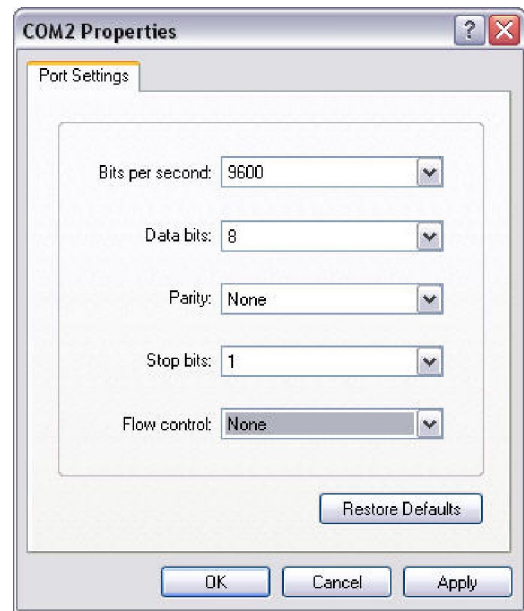 COM2 Properties
Port Settings
Bits per second: 9600
Data bits: 8
Parity: None
Stop bits: 1
Flow control: None
Restore Defaults
OK Cancel Apply